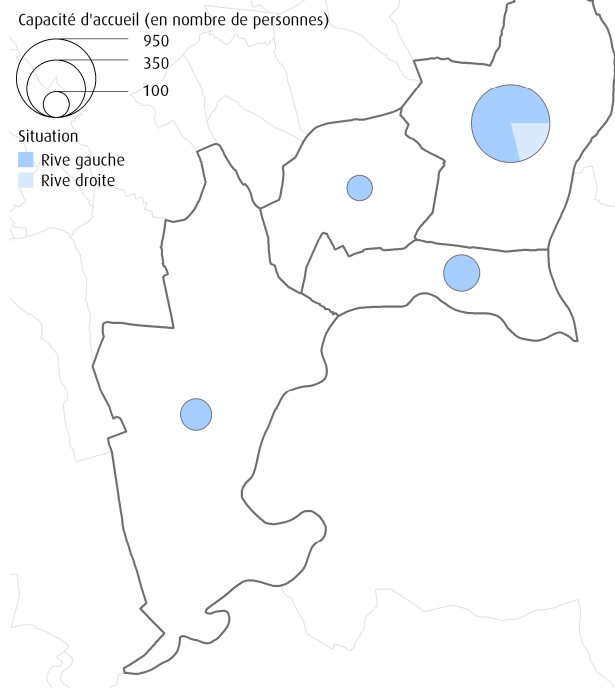 Capacité d'accueil (en nombre de personnes)
950
350
100
Situation
Rive gauche
Rive droite